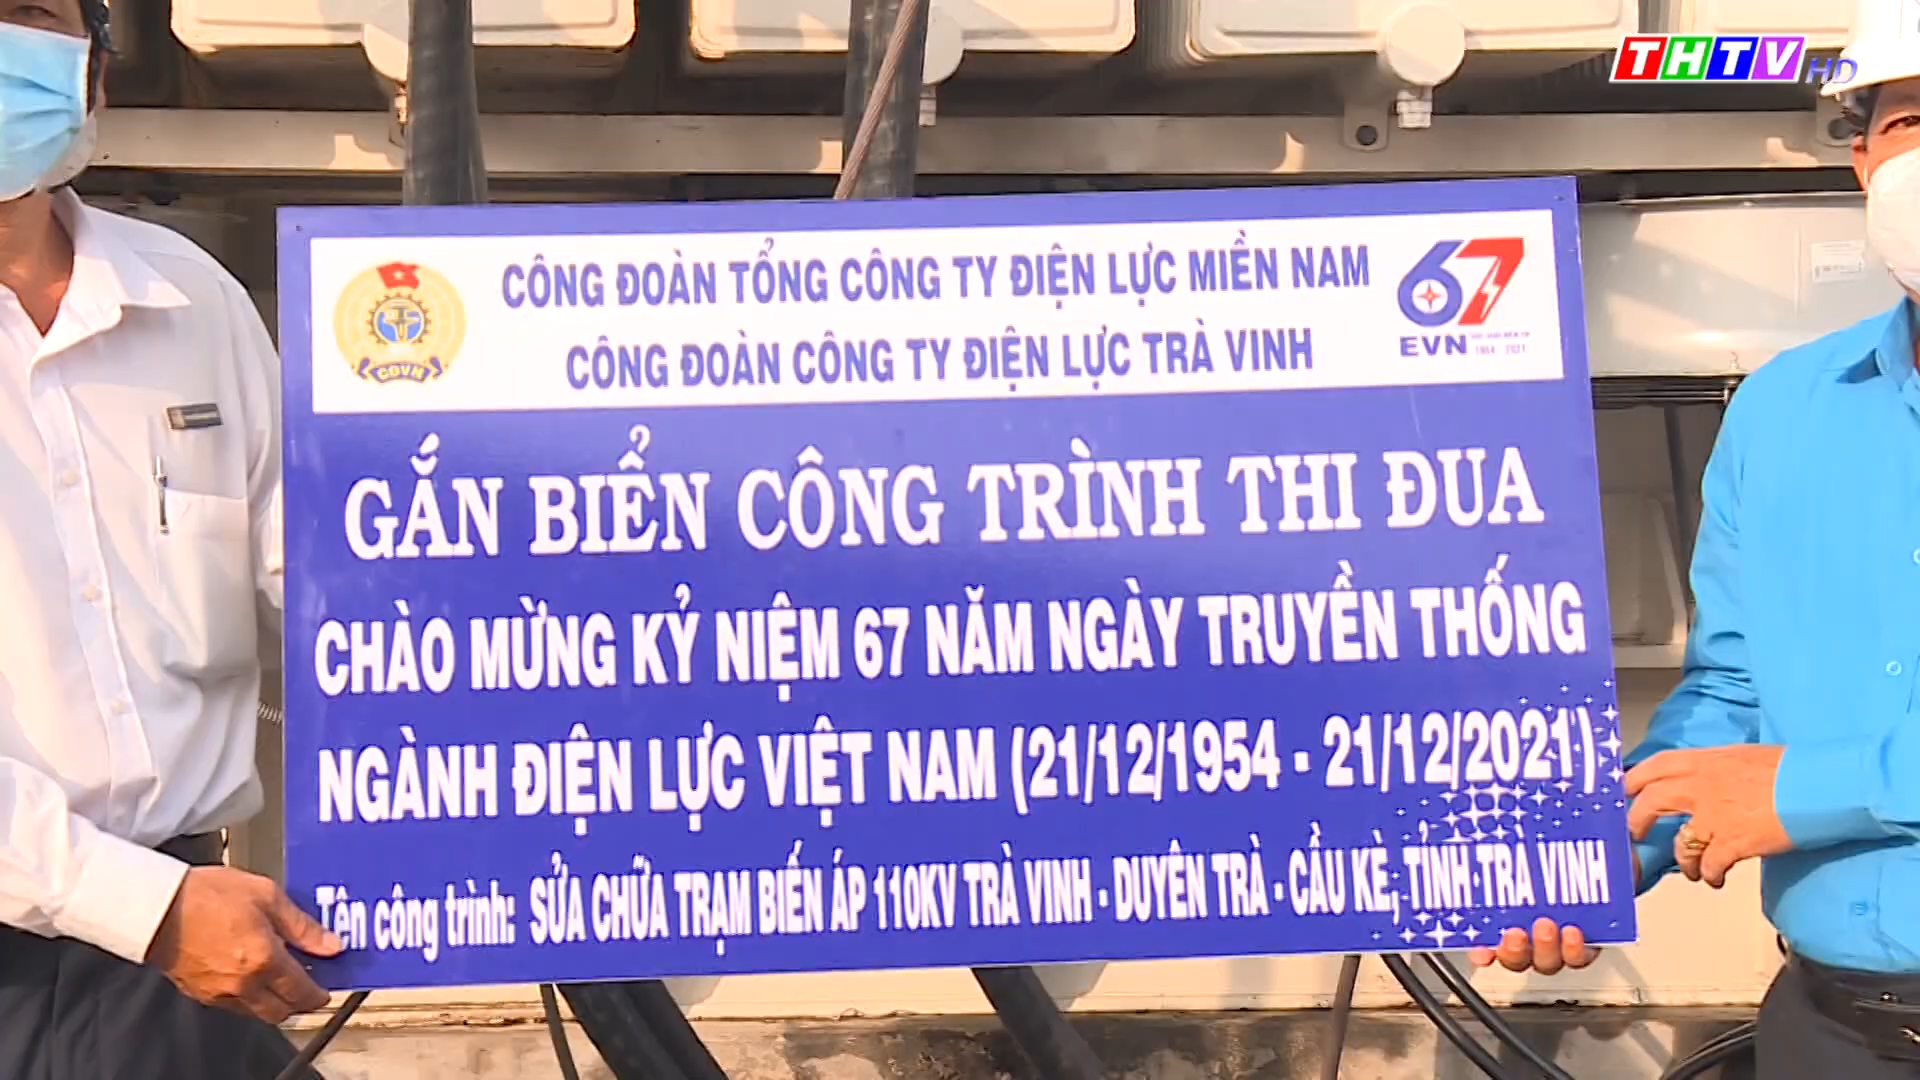 THTV HD
CÔNG ĐOÀN TỔNG CÔNG TY ĐIỆN LỰC MIỀN NAM
CÔNG ĐOÀN CÔNG TY ĐIỆN LỰC TRÀ VINH
CĐVN
67
EVN
1954 - 2021
GẮN BIỂN CÔNG TRÌNH THI ĐUA
CHÀO MỪNG KỶ NIỆM 67 NĂM NGÀY TRUYỀN THỐNG
NGÀNH ĐIỆN LỰC VIỆT NAM (21/12/1954 - 21/12/2021)
Tên công trình: SỬA CHỮA TRẠM BIẾN ÁP 110KV TRÀ VINH - DUYÊN TRÀ - CẦU KÈ, TỈNH TRÀ VINH